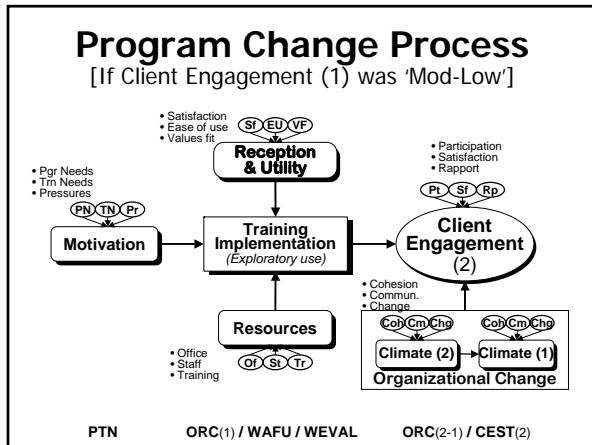 Program Change Process
[If Client Engagement (1) was 'Mod-Low']
• Satisfaction
• Ease of use
• Values fit
Sf EU VF
Reception
& Utility
• Participation
• Satisfaction
• Rapport
Pt Sf Rp
Client
Engagement
(2)
• Pgr Needs
• Trn Needs
• Pressures
PN TN Pr
Motivation
Training
Implementation
(Exploratory use)
• Cohesion
• Commun.
• Change
Coh Cm Chg
Coh Cm Chg
Climate (2)
Climate (1)
Organizational Change
Resources
• Office
• Staff
• Training
Of St Tr
PTN
ORC(1) / WAFU / WEVAL
ORC(2-1) / CEST(2)